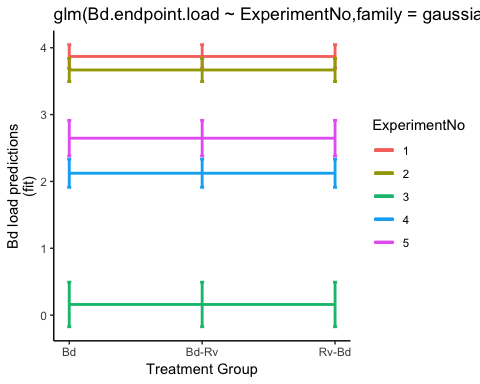 glm(Bd.endpoint.load ~ ExperimentNo,family = gaussia
4
3
2
1
0
Bd load predictions
(fit)
Bd
Bd-Rv
Rv-Bd
Treatment Group
ExperimentNo
1
2
3
4
5